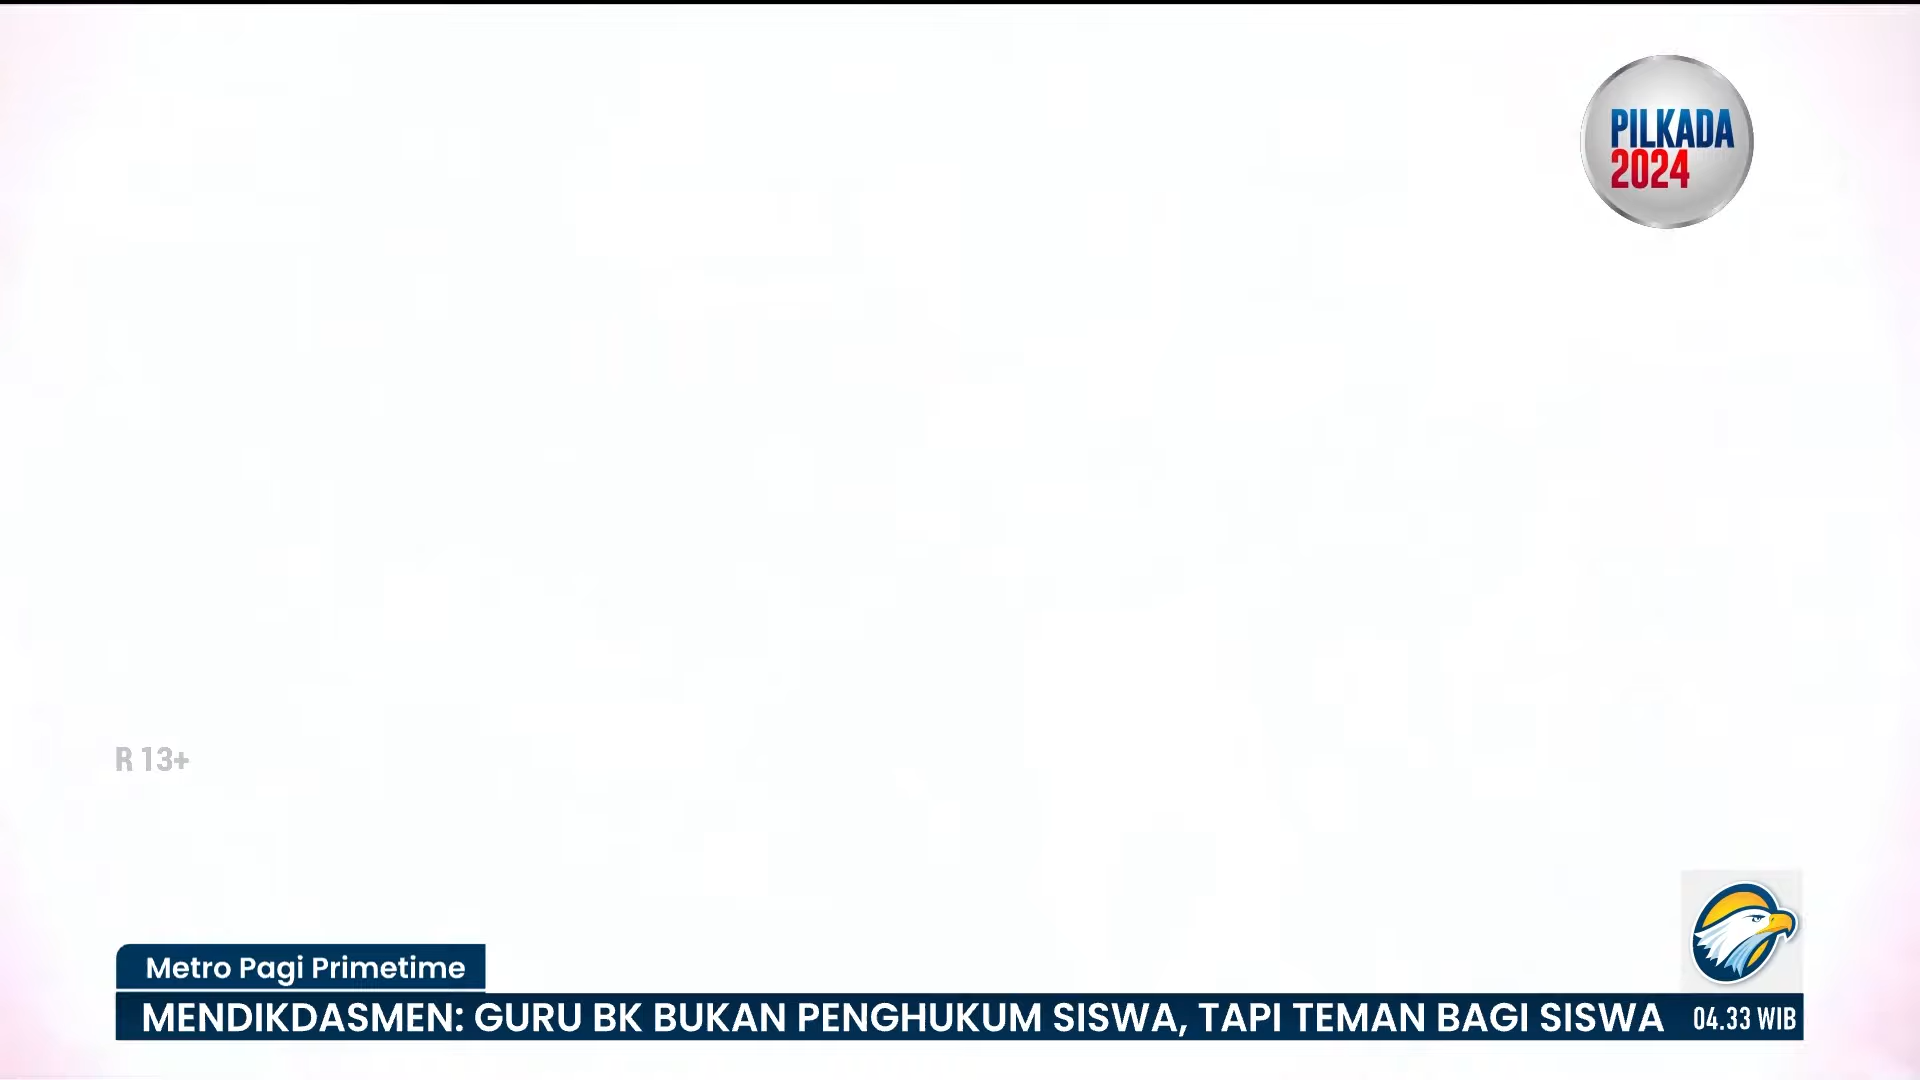 PILKADA
2024
R 13+
Metro Pagi Primetime
MENDIKDASMEN: GURU BK BUKAN PENGHUKUM SISWA, TAPI TEMAN BAGI SISWA
04.33 WIB